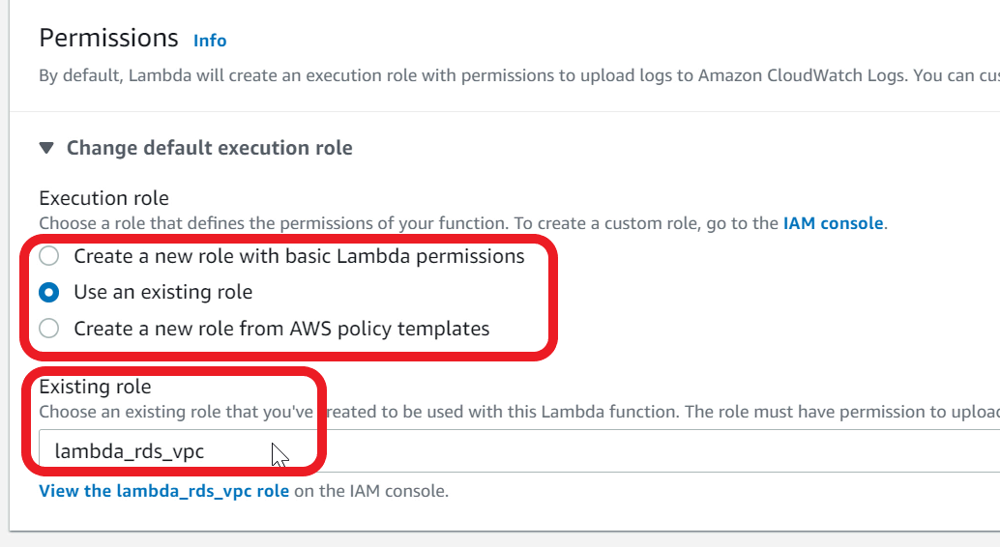 Permissions Info
By default, Lambda will create an execution role with permissions to upload logs to Amazon CloudWatch Logs. You can
Change default execution role
Execution role
Choose a role that defines the permissions of your function. To create a custom role, go to the IAM console.
Create a new role with basic Lambda permissions
Use an existing role
Create a new role from AWS policy templates
Existing role
Choose an existing role that you've created to be used with this Lambda function. The role must have permission to
lambda_rds_vpc
View the lambda_rds_vpc role on the IAM console.